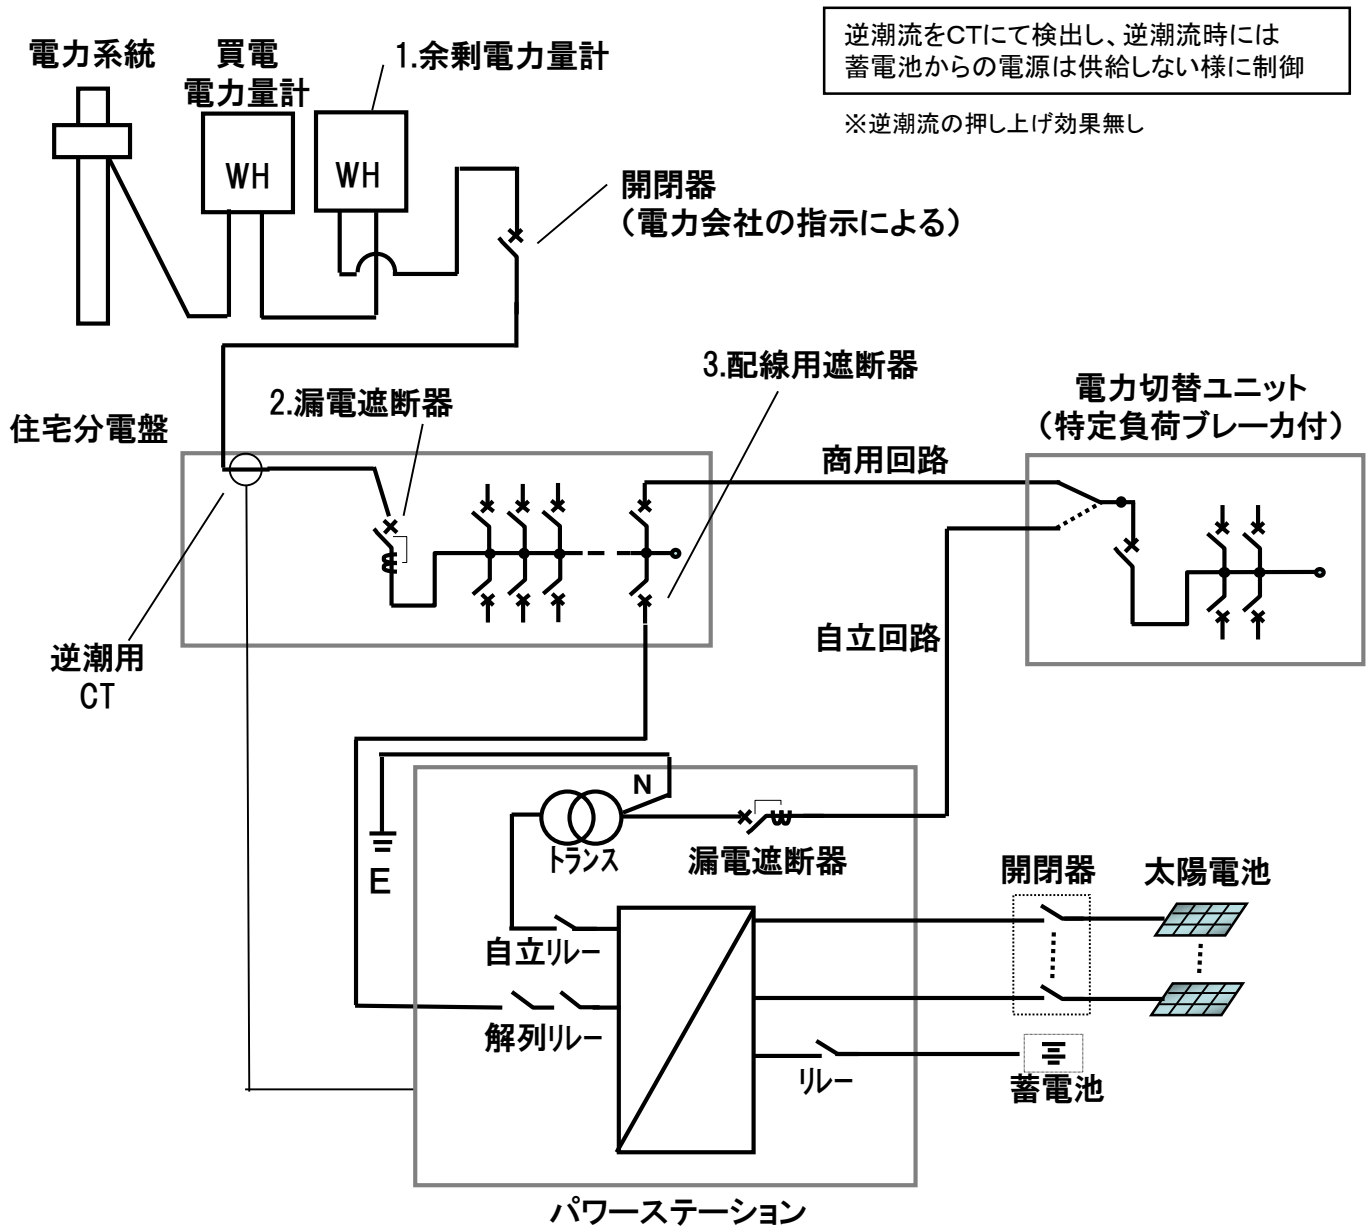 逆潮流をCTにて検出し、逆潮流時には
蓄電池からの電源は供給しない様に制御
※逆潮流の押し上げ効果無し
電力系統
買電
電力量計
1.余剰電力量計
WH
WH
開閉器
（電力会社の指示による）
2.漏電遮断器
3.配線用遮断器
住宅分電盤
電力切替ユニット
（特定負荷ブレーカ付）
商用回路
自立回路
逆潮用
CT
N
E
トランス
漏電遮断器
開閉器
太陽電池
自立リレー
解列リレー
リレー
蓄電池
パワーステーション